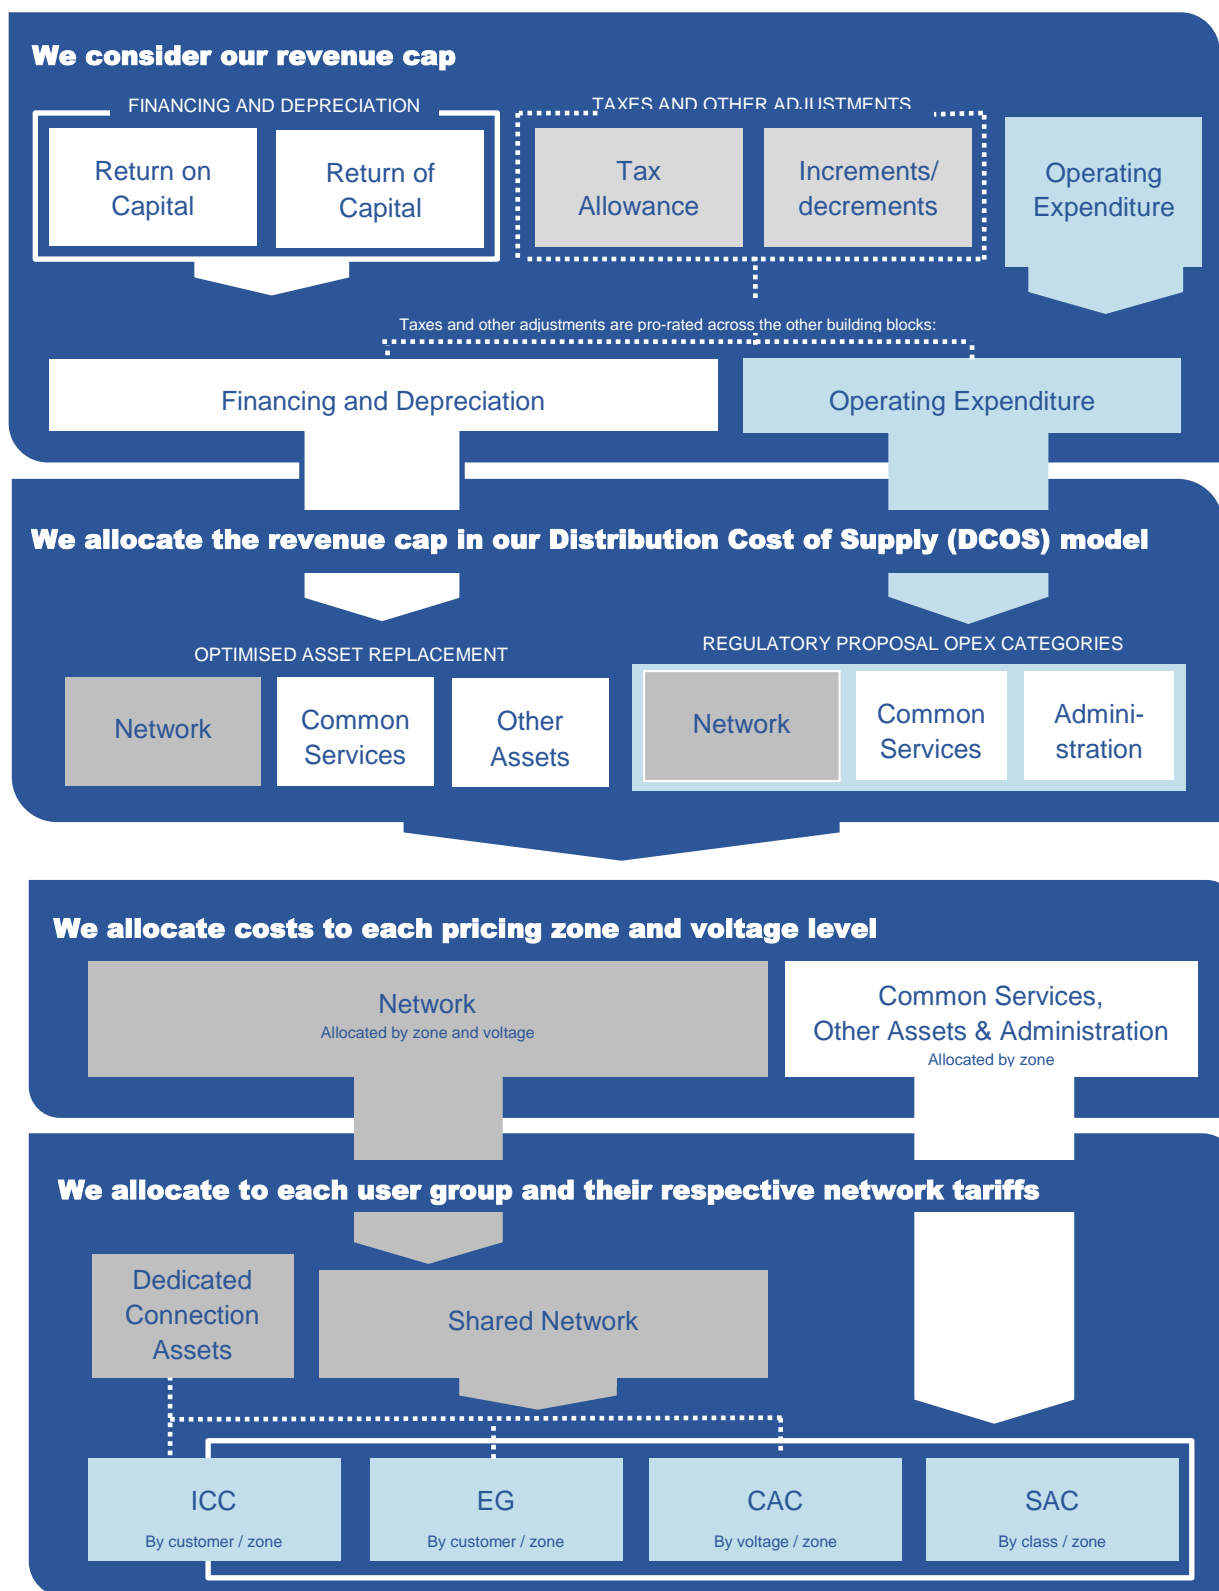 We consider our revenue cap
FINANCING AND DEPRECIATION
TAXES AND OTHER ADJUSTMENTS
Return on
Capital
Return of
Capital
Tax
Allowance
Increments/
decrements
Operating
Expenditure
Taxes and other adjustments are pro-rated across the other building blocks:
Financing and Depreciation
Operating Expenditure
We allocate the revenue cap in our Distribution Cost of Supply (DCOS) model
OPTIMISED ASSET REPLACEMENT
REGULATORY PROPOSAL OPEX CATEGORIES
Network
Common
Services
Other
Assets
Network
Common
Services
Admini-
stration
We allocate costs to each pricing zone and voltage level
Network
Allocated by zone and voltage
Common Services,
Other Assets & Administration
Allocated by zone
We allocate to each user group and their respective network tariffs
Dedicated
Connection
Assets
Shared Network
ICC
By customer / zone
EG
By customer / zone
CAC
By voltage / zone
SAC
By class / zone